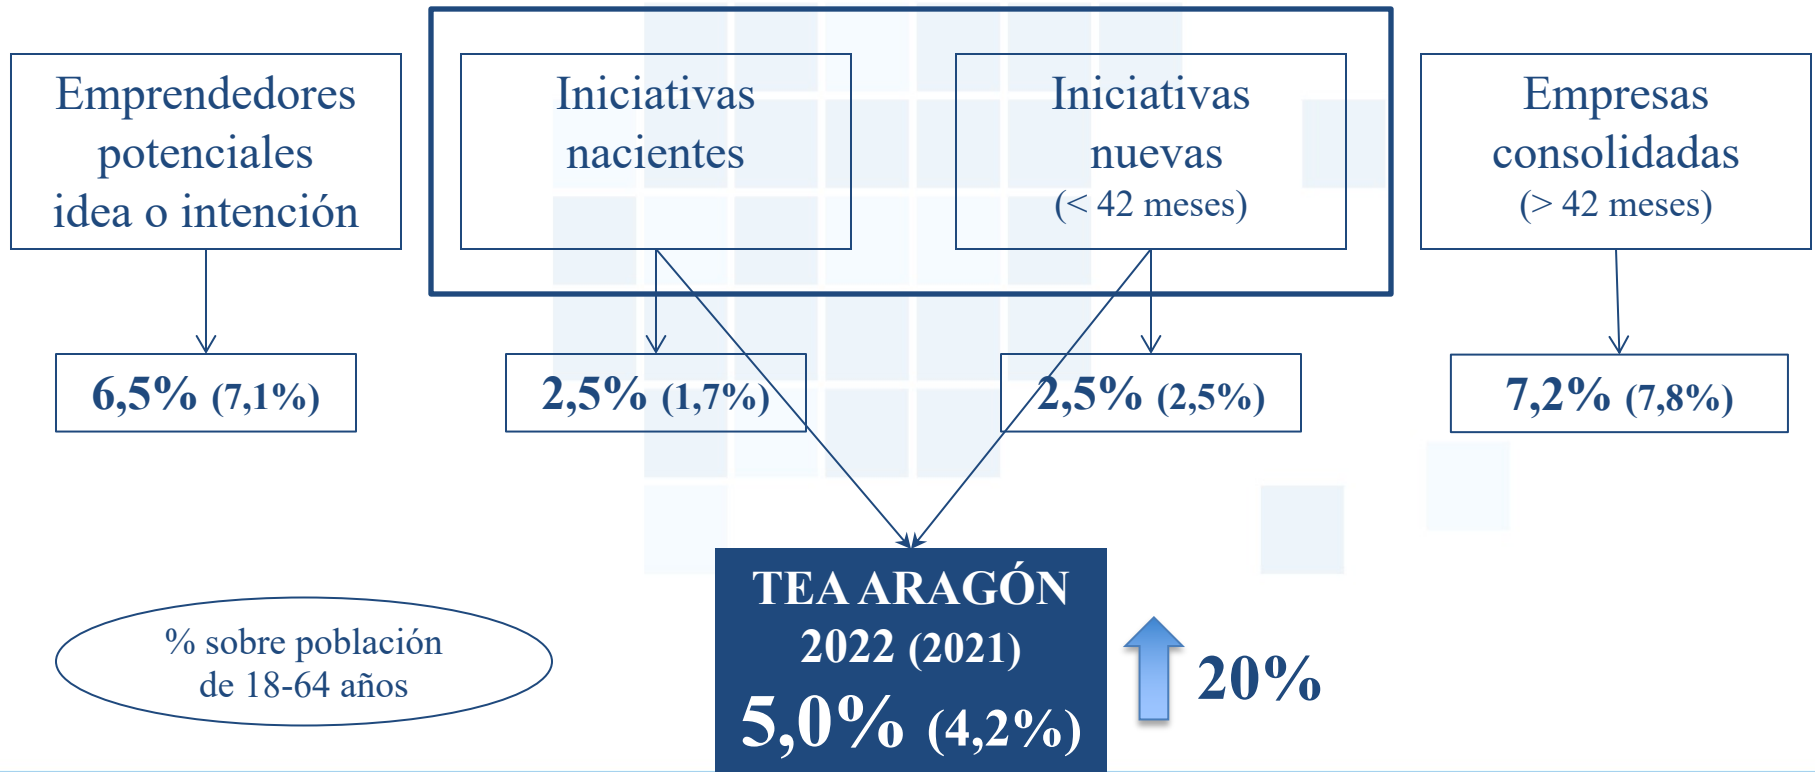 Emprendedores
potenciales
idea o intención
Iniciativas
nacientes
Iniciativas
nuevas
(< 42 meses)
Empresas
consolidadas
(> 42 meses)
6,5% (7,1%)
2,5% (1,7%)
2,5% (2,5%)
7,2% (7,8%)
% sobre población
de 18-64 años
TEA ARAGÓN
2022 (2021)
5,0% (4,2%)
20%